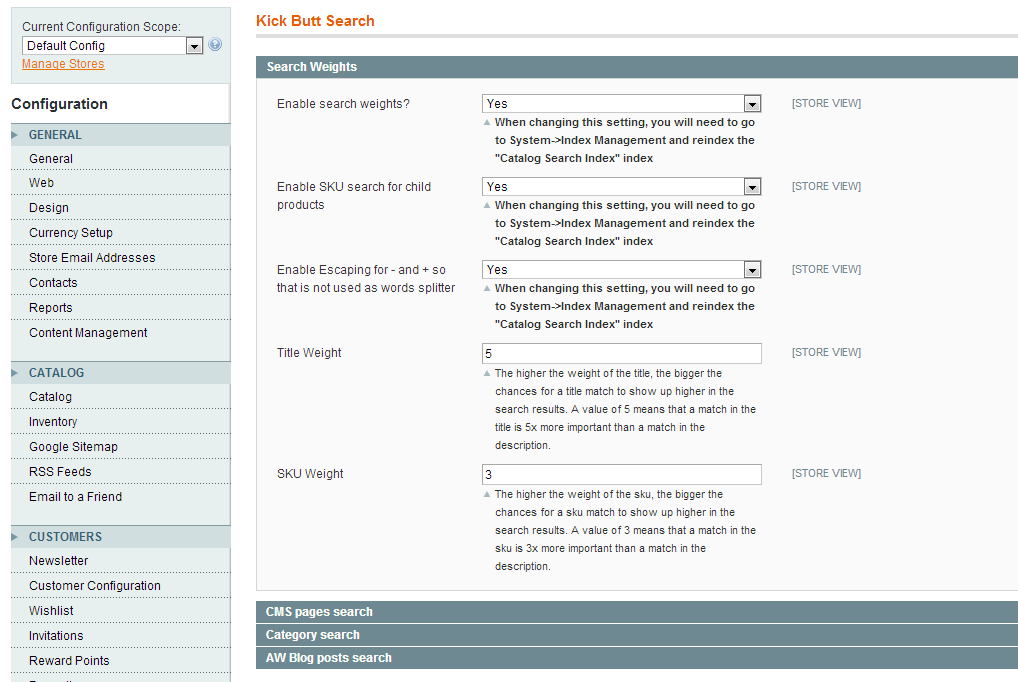 Current Configuration Scope:
Default Config
Manage Stores
Configuration
GENERAL
General
Web
Design
Currency Setup
Store Email Addresses
Contacts
Reports
Content Management
CATALOG
Catalog
Inventory
Google Sitemap
RSS Feeds
Email to a Friend
CUSTOMERS
Newsletter
Customer Configuration
Wishlist
Invitations
Reward Points
Kick Butt Search
Search Weights
Enable search weights?
Yes
[STORE VIEW]
When changing this setting, you will need to go
to System->Index Management and reindex the
"Catalog Search Index" index
Enable SKU search for child
products
Yes
[STORE VIEW]
When changing this setting, you will need to go
to System->Index Management and reindex the
"Catalog Search Index" index
Enable Escaping for - and + so
that is not used as words splitter
Yes
[STORE VIEW]
When changing this setting, you will need to go
to System->Index Management and reindex the
"Catalog Search Index" index
Title Weight
5
[STORE VIEW]
The higher the weight of the title, the bigger the
chances for a title match to show up higher in the
search results. A value of 5 means that a match in the
title is 5x more important than a match in the
description.
SKU Weight
3
[STORE VIEW]
The higher the weight of the sku, the bigger the
chances for a sku match to show up higher in the
search results. A value of 3 means that a match in the
sku is 3x more important than a match in the
description.
CMS pages search
Category search
AW Blog posts search